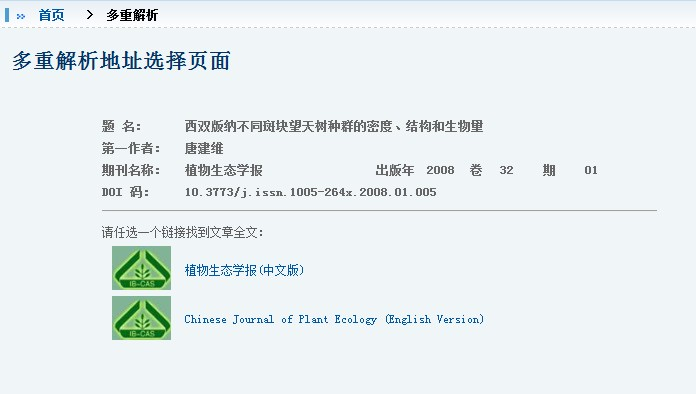 首页 > 多重解析
多重解析地址选择页面
题 名: 西双版纳不同斑块望天树种群的密度、结构和生物量
第一作者: 唐建维
期刊名称: 植物生态学报 出版年 2008 卷 32 期 01
DOI 码: 10.3773/j.issn.1005-264x.2008.01.005
请任选一个链接找到文章全文:
IB-CAS 植物生态学报(中文版)
IB-CAS Chinese Journal of Plant Ecology (English Version)